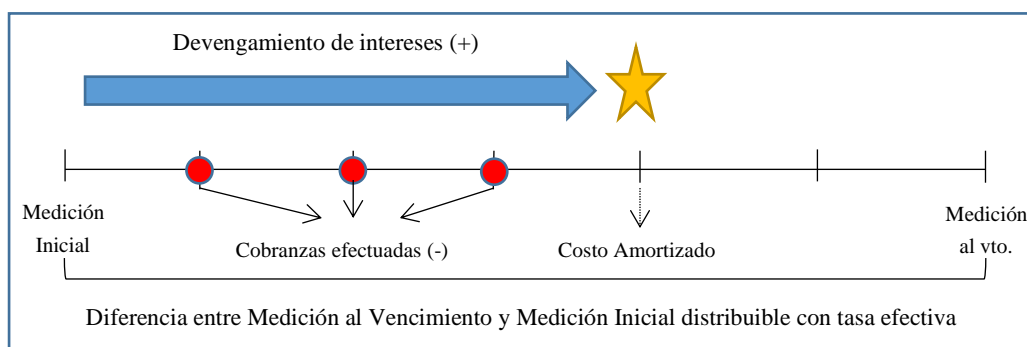 Devengamiento de intereses (+)
Medición
Inicial
Cobranzas efectuadas (-)
Costo Amortizado
Medición
al vto.
Diferencia entre Medición al Vencimiento y Medición Inicial distribuible con tasa efectiva